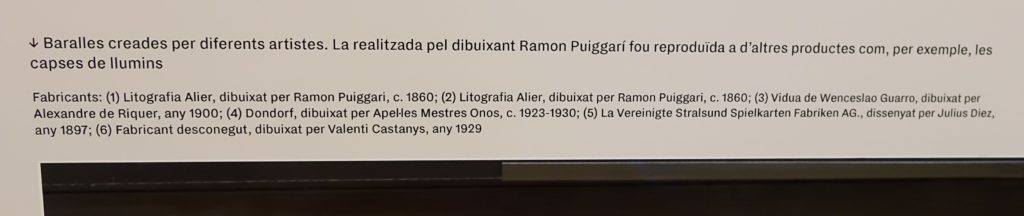 ↓ Baralles creades per diferents artistes. La realitzada pel dibuixant Ramon Puiggarí fou reproduïda a d'altres productes com, per exemple, les
capses de llumins
Fabricants: (1) Litografia Alier, dibuixat per Ramon Puiggari, c. 1860; (2) Litografia Alier, dibuixat per Ramon Puiggari, c. 1860; (3) Vidua de Wenceslao Guarro, dibuixat per
Alexandre de Riquer, any 1900; (4) Dondorf, dibuixat per Apel·les Mestres Onos, c. 1923-1930; (5) La Vereinigte Stralsund Spielkarten Fabriken AG., dissenyat per Julius Diez,
any 1897; (6) Fabricant desconegut, dibuixat per Valenti Castanys, any 1929